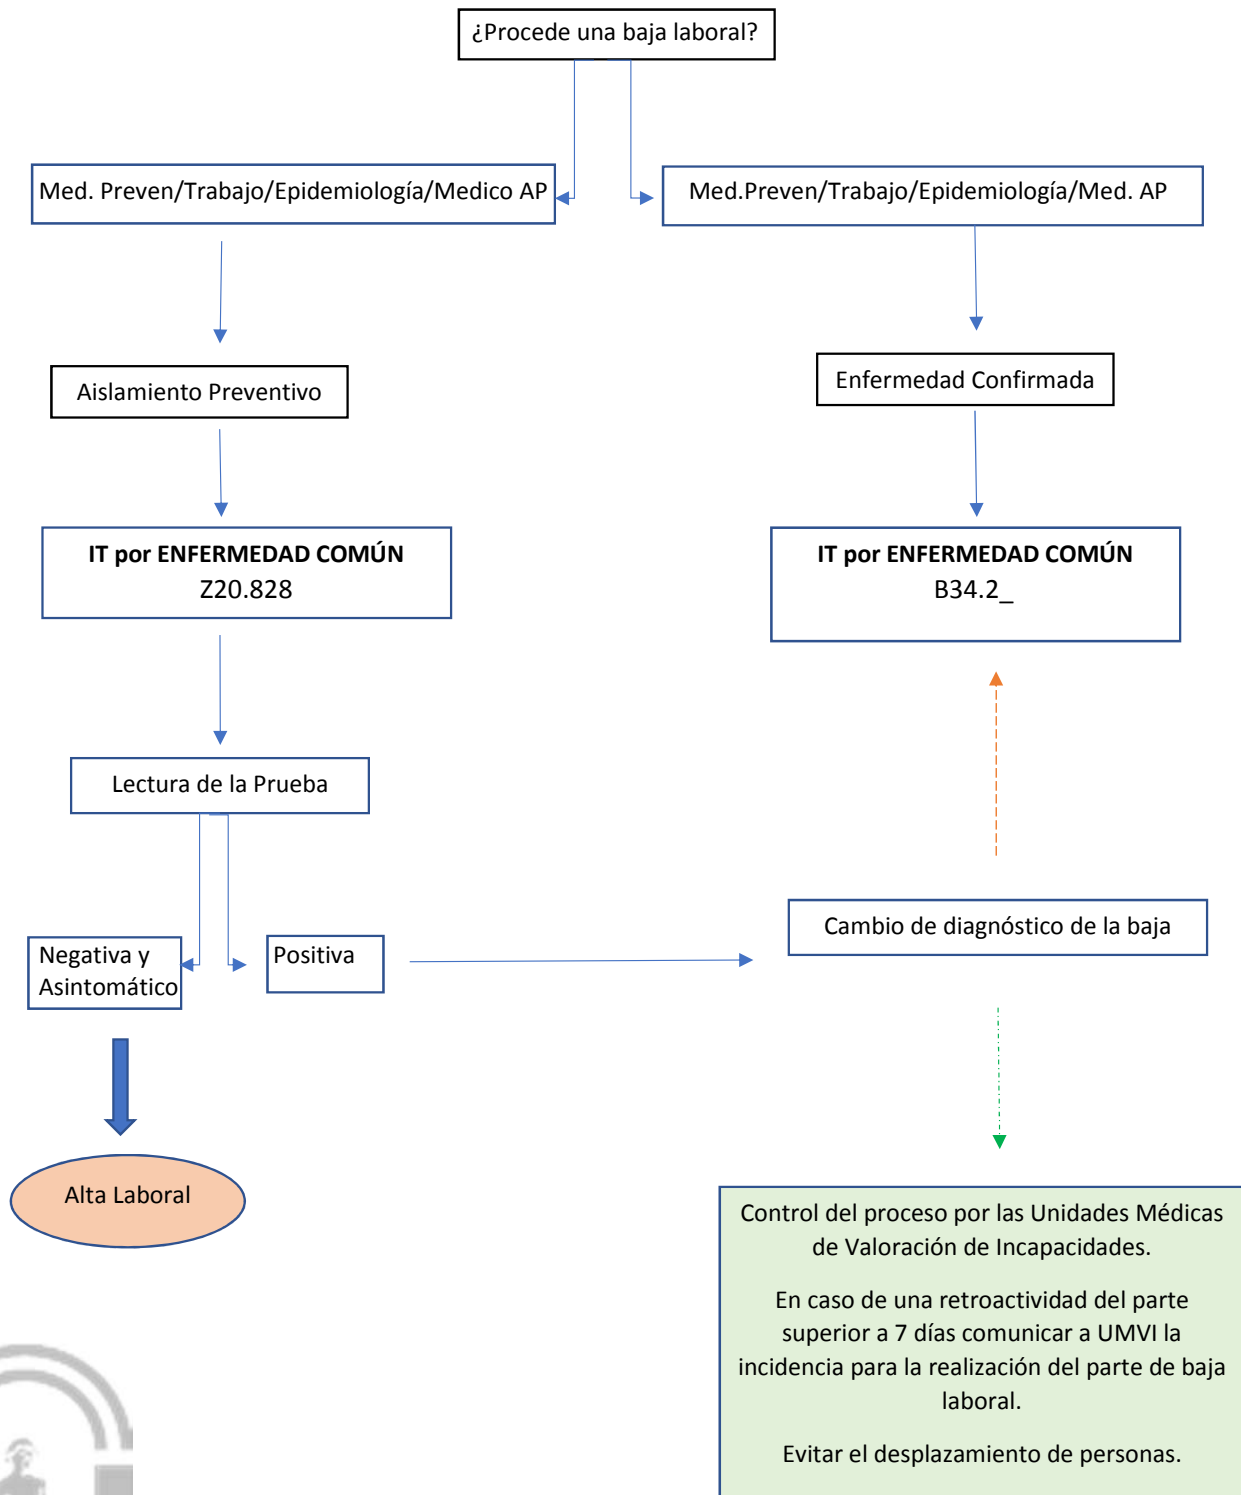 ¿Procede una baja laboral?
Med. Preven/Trabajo/Epidemiología/Medico AP
Med.Preven/Trabajo/Epidemiología/Med. AP
Aislamiento Preventivo
Enfermedad Confirmada
IT por ENFERMEDAD COMÚN
Z20.828
IT por ENFERMEDAD COMÚN
B34.2_
Lectura de la Prueba
Cambio de diagnóstico de la baja
Negativa y
Asintomático
Positiva
Alta Laboral
Control del proceso por las Unidades Médicas
de Valoración de Incapacidades.
En caso de una retroactividad del parte
superior a 7 días comunicar a UMVI la
incidencia para la realización del parte de baja
laboral.
Evitar el desplazamiento de personas.